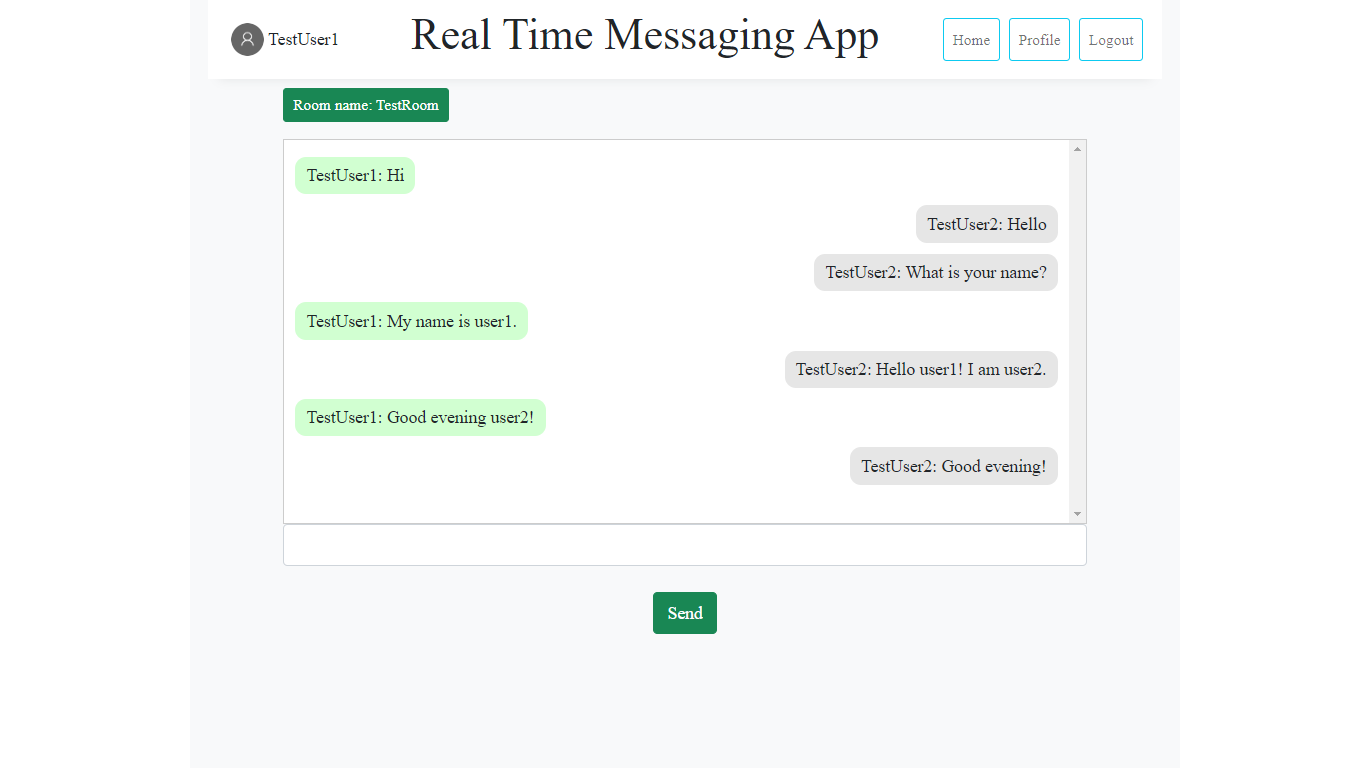 TestUser1
Real Time Messaging App
Home
Profile
Logout
Room name: TestRoom
TestUser1: Hi
TestUser2: Hello
TestUser2: What is your name?
TestUser1: My name is user1.
TestUser2: Hello user1! I am user2.
TestUser1: Good evening user2!
TestUser2: Good evening!
Send